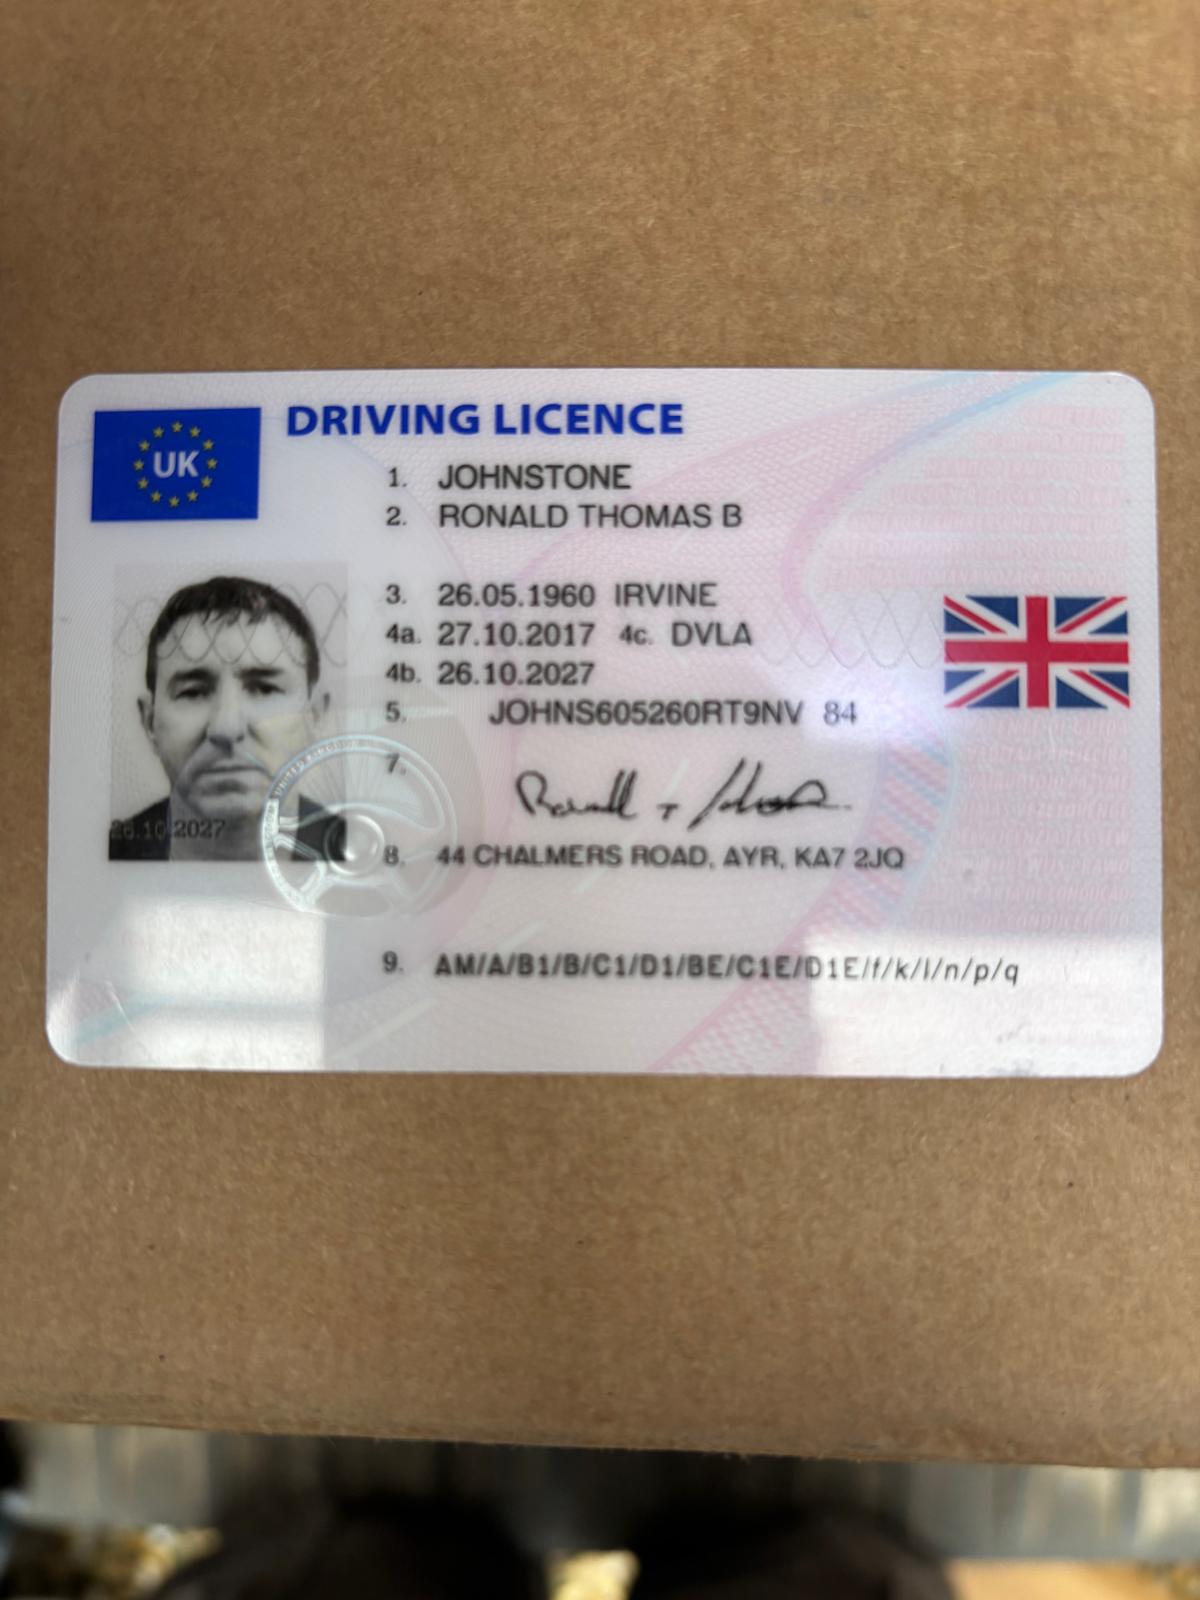 UK
DRIVING LICENCE
1. JOHNSTONE
2. RONALD THOMAS B
3. 26.05.1960 IRVINE
4a. 27.10.2017 4c. DVLA
4b. 26.10.2027
5. JOHNS605260RT9NV 84
7.
26.10.2027
UNITED KINGDOM
8. 44 CHALMERS ROAD, AYR, KA7 2JQ
9. AM/A/B1/B/C1/D1/BE/C1E/D1E/f/k/l/n/p/q